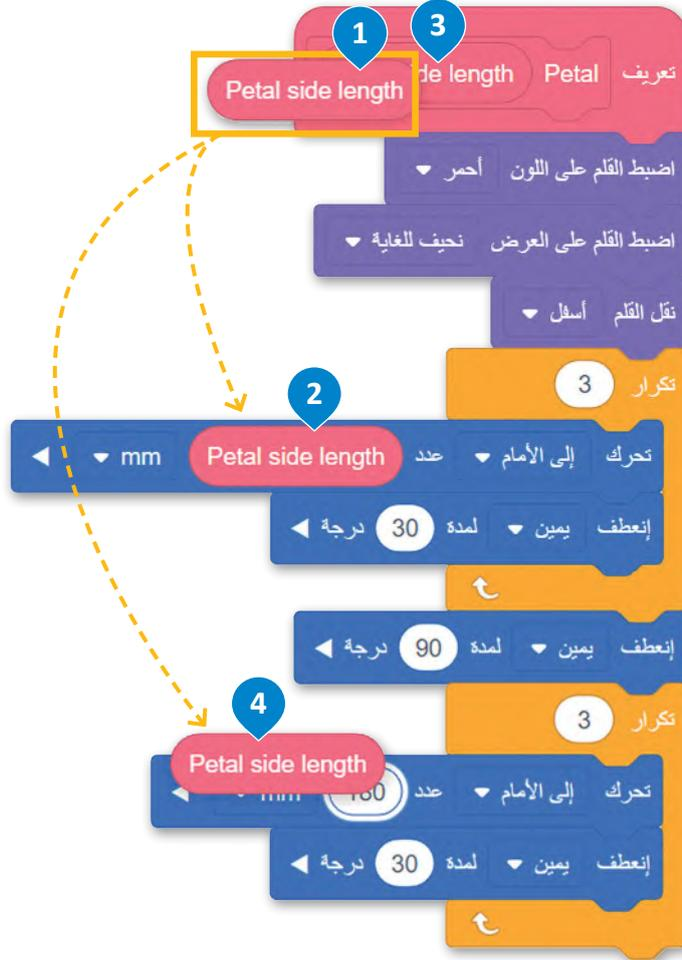 1
3
تعريف Petal de length
Petal side length
اضبط القلم على اللون أحمر
اضبط القلم على العرض نحيف للغاية
نقل القلم أسفل
تكرار 3
2
تحرك إلى الأمام عدد Petal side length mm
إنعطف يمين لمدة 30 درجة
إنعطف يمين لمدة 90 درجة
تكرار 3
4
Petal side length
تحرك إلى الأمام عدد 180 mm
إنعطف يمين لمدة 30 درجة